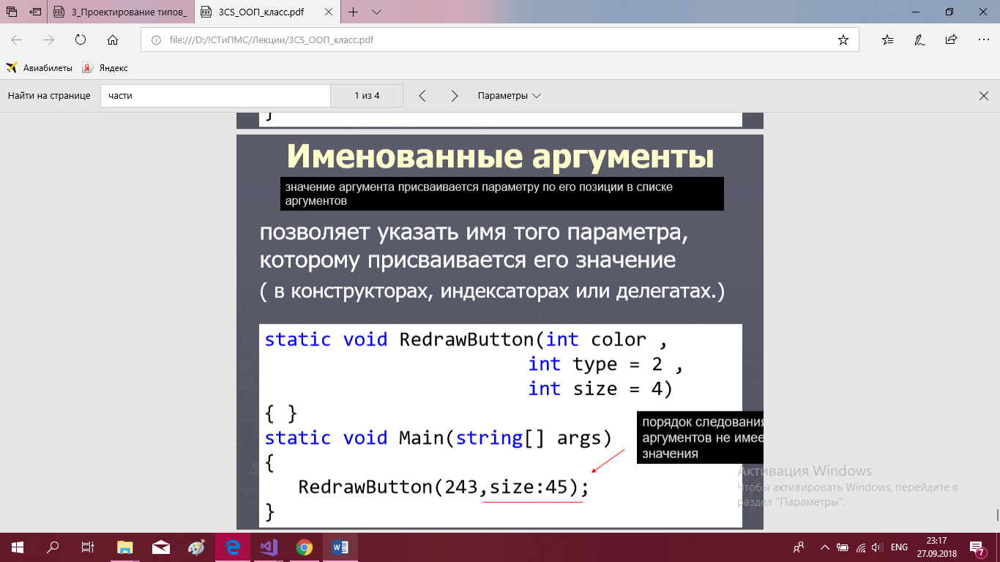 3_Проектирование типов_
3CS_ООП_класс.pdf
file:///D:/!СТиПМС/Лекции/3CS_ООП_класс.pdf
Авиабилеты
Яндекс
Найти на странице
части
1 из 4
Параметры
}
Именованные аргументы
значение аргумента присваивается параметру по его позиции в списке
аргументов
позволяет указать имя того параметра,
которому присваивается его значение
( в конструкторах, индексаторах или делегатах.)
static void RedrawButton(int color ,
int type = 2 ,
int size = 4)
{ }
static void Main(string[] args)
{
RedrawButton(243,size:45);
}
порядок следования
аргументов не имее
значения
Активация Windows
Чтобы активировать Windows, перейдите в
раздел "Параметры".
ENG
23:17
27.09.2018
7